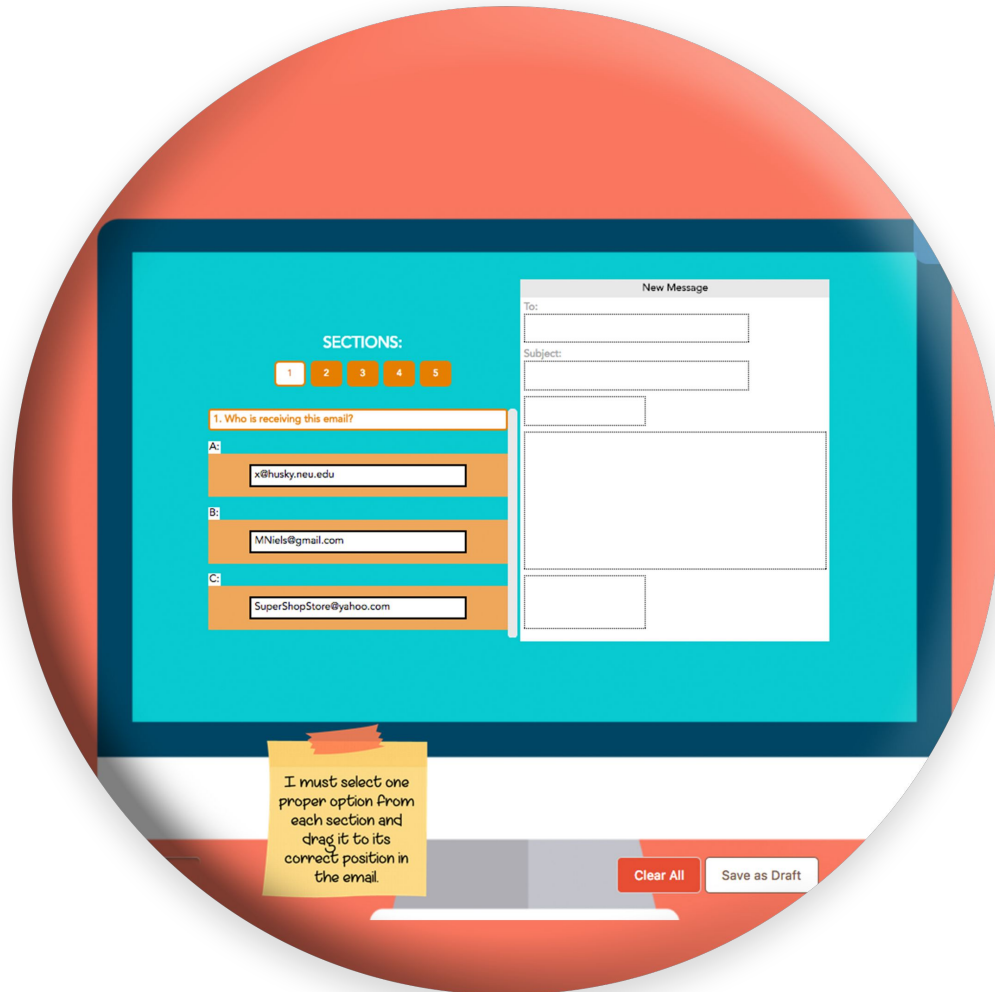 New Message
To:
Subject:
SECTIONS:
1 2 3 4 5
1. Who is receiving this email?
A:
x@husky.neu.edu
B:
MNiels@gmail.com
C:
SuperShopStore@yahoo.com
I must select one
proper option from
each section and
drag it to its
correct position in
the email.
Clear All
Save as Draft